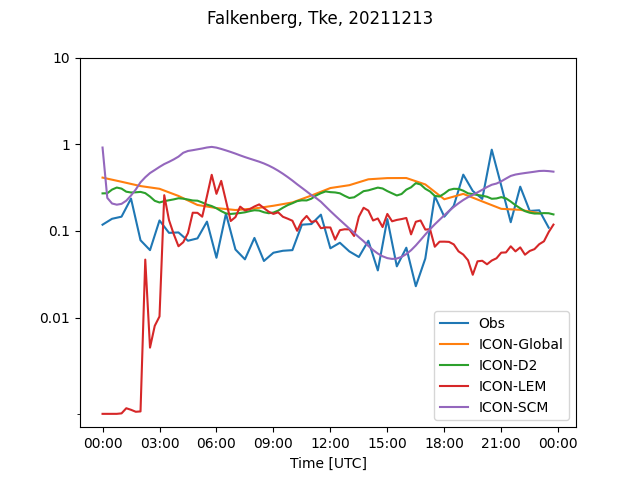 Falkenberg, Tke, 20211213
10
1
0.1
0.01
Obs
ICON-Global
ICON-D2
ICON-LEM
ICON-SCM
00:00 03:00 06:00 09:00 12:00 15:00 18:00 21:00 00:00
Time [UTC]